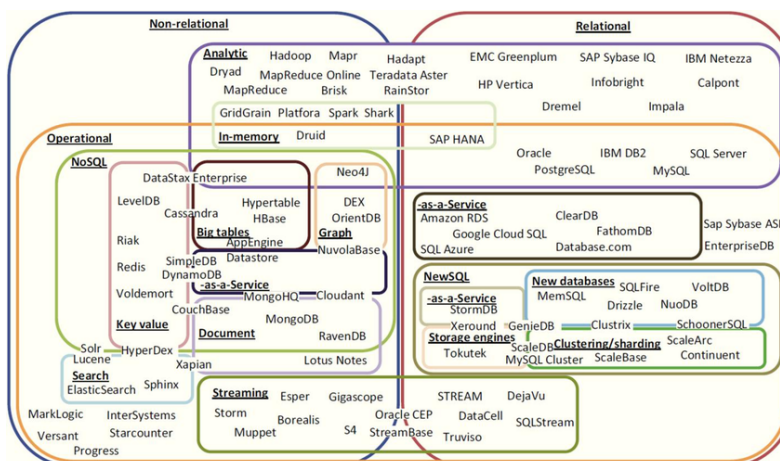 Non-relational
Relational
Analytic
Hadoop
Mapr
Hadapt
EMC Greenplum
SAP Sybase IQ
IBM Netezza
Dryad
MapReduce Online
Teradata Aster
HP Vertica
Infobright
Calpont
MapReduce
Brisk
RainStor
Dremel
Impala
GridGrain
Platfora
Spark
Shark
In-memory
Druid
SAP HANA
Operational
Oracle
IBM DB2
SQL Server
PostgreSQL
MySQL
NoSQL
DataStax Enterprise
Neo4J
LevelDB
Cassandra
Hypertable
HBase
DEX
OrientDB
Big tables
Graph
-as-a-Service
Amazon RDS
ClearDB
Google Cloud SQL
FathomDB
SQL Azure
Database.com
Sap Sybase AS
EnterpriseDB
Riak
AppEngine
Datastore
NuvolaBase
Redis
SimpleDB
DynamoDB
-as-a-Service
Voldemort
MongoHQ
Cloudant
CouchBase
Key value
Document
MongoDB
RavenDB
Lotus Notes
NewSQL
New databases
-as-a-Service
StormDB
MemSQL
SQLFire
VoltDB
Drizzle
NuoDB
Xeround
GenieDB
Clustrix
SchoonerSQL
Storage engines
Tokutek
ScaleDB
Clustering/sharding
ScaleArc
MySQL Cluster
ScaleBase
Continuent
Solr
Lucene
HyperDex
Xapian
Search
ElasticSearch
Sphinx
Streaming
Esper
Gigascope
STREAM
DejaVu
Storm
Borealis
Oracle CEP
DataCell
SQLStream
Muppet
S4
StreamBase
Truviso
MarkLogic
InterSystems
Versant
Starcounter
Progress